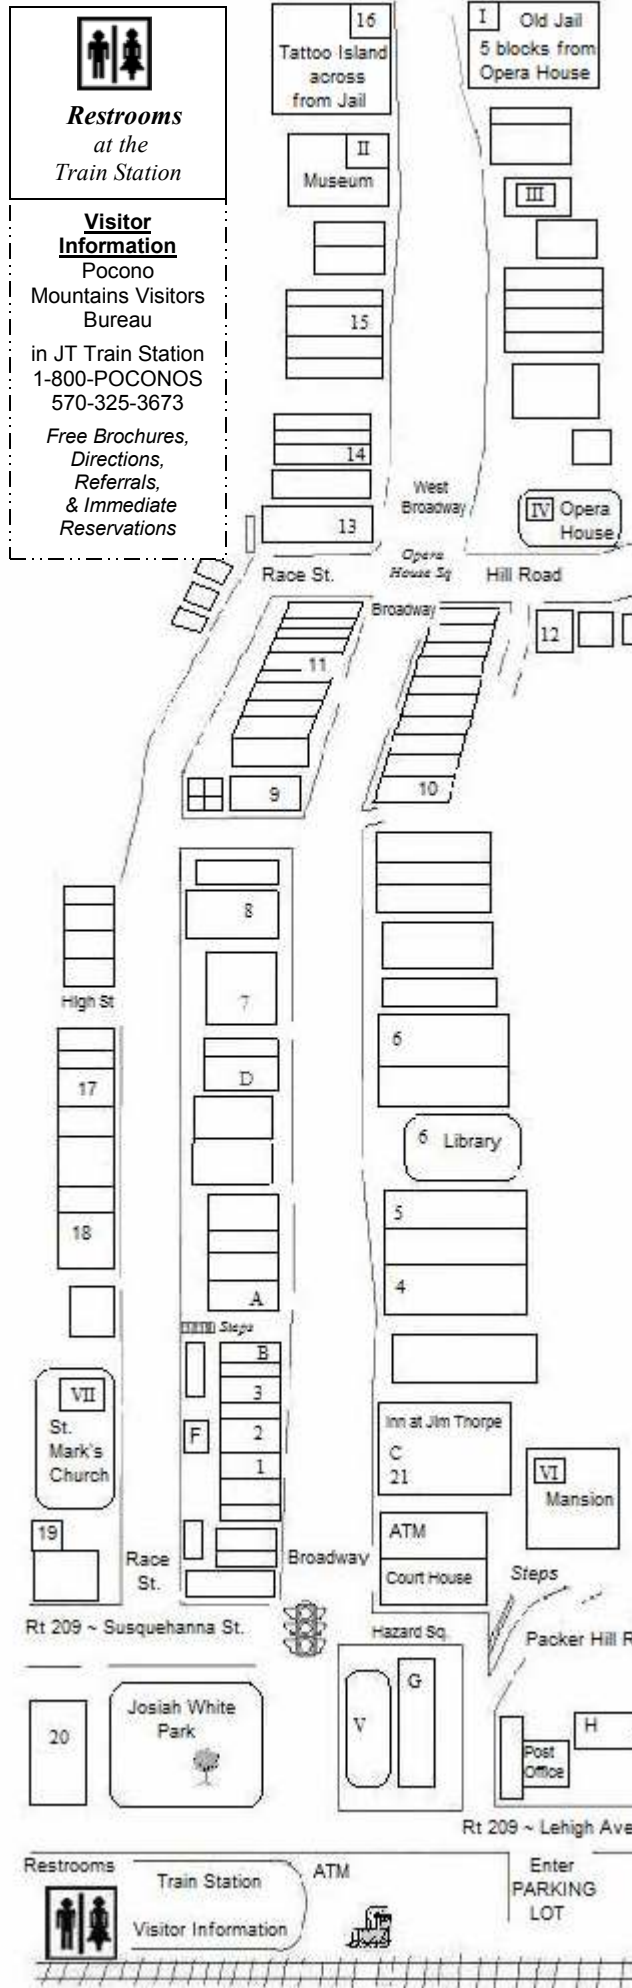 Restrooms
at the
Train Station
Visitor
Information
Pocono
Mountains Visitors
Bureau
in JT Train Station
1-800-POCONOS
570-325-3673
Free Brochures,
Directions,
Referrals,
& Immediate
Reservations
16
Tattoo Island
across
from Jail
I Old Jail
5 blocks from
Opera House
II
Museum
III
15
14
13
West
Broadway
IV Opera
House
Opera
House Sq
Race St.
Hill Road
Broadway
12
11
9
10
8
7
High St
6
D
17
6 Library
5
18
4
A
Steps
B
3
VII
St.
Mark's
Church
F
2
1
Inn at Jim Thorpe
C
21
VI
Mansion
19
ATM
Court House
Race
St.
Broadway
Steps
Rt 209 ~ Susquehanna St.
Hazard Sq.
Packer Hill R
20
Josiah White
Park
V
G
H
Post
Office
Rt 209 ~ Lehigh Ave
Restrooms
Train Station
Visitor Information
ATM
Enter
PARKING
LOT